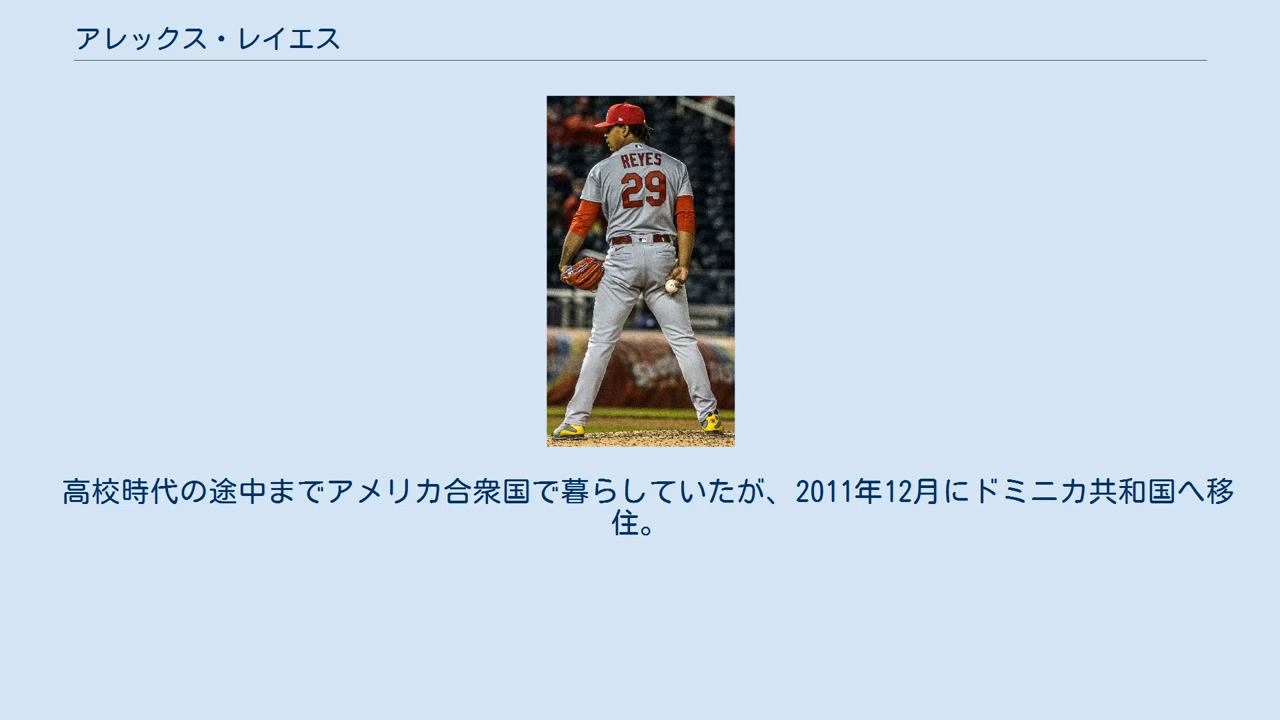 アレックス・レイエス
REYES
29
高校時代の途中までアメリカ合衆国で暮らしていたが、2011年12月にドミニカ共和国へ移
住。